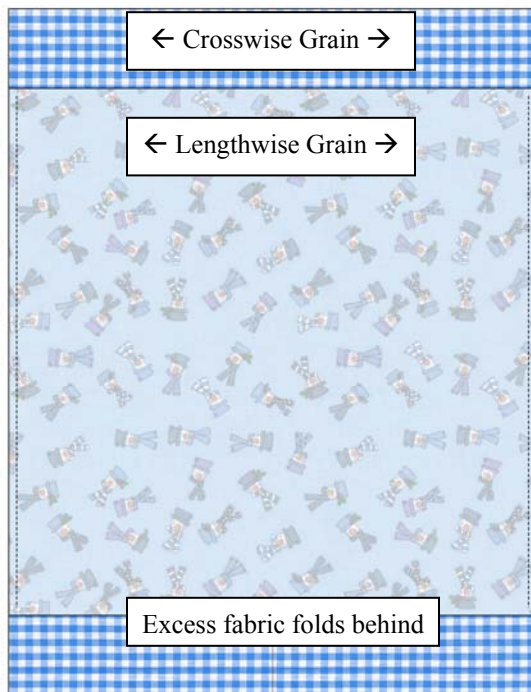 ← Crosswise Grain →
← Lengthwise Grain →
Excess fabric folds behind